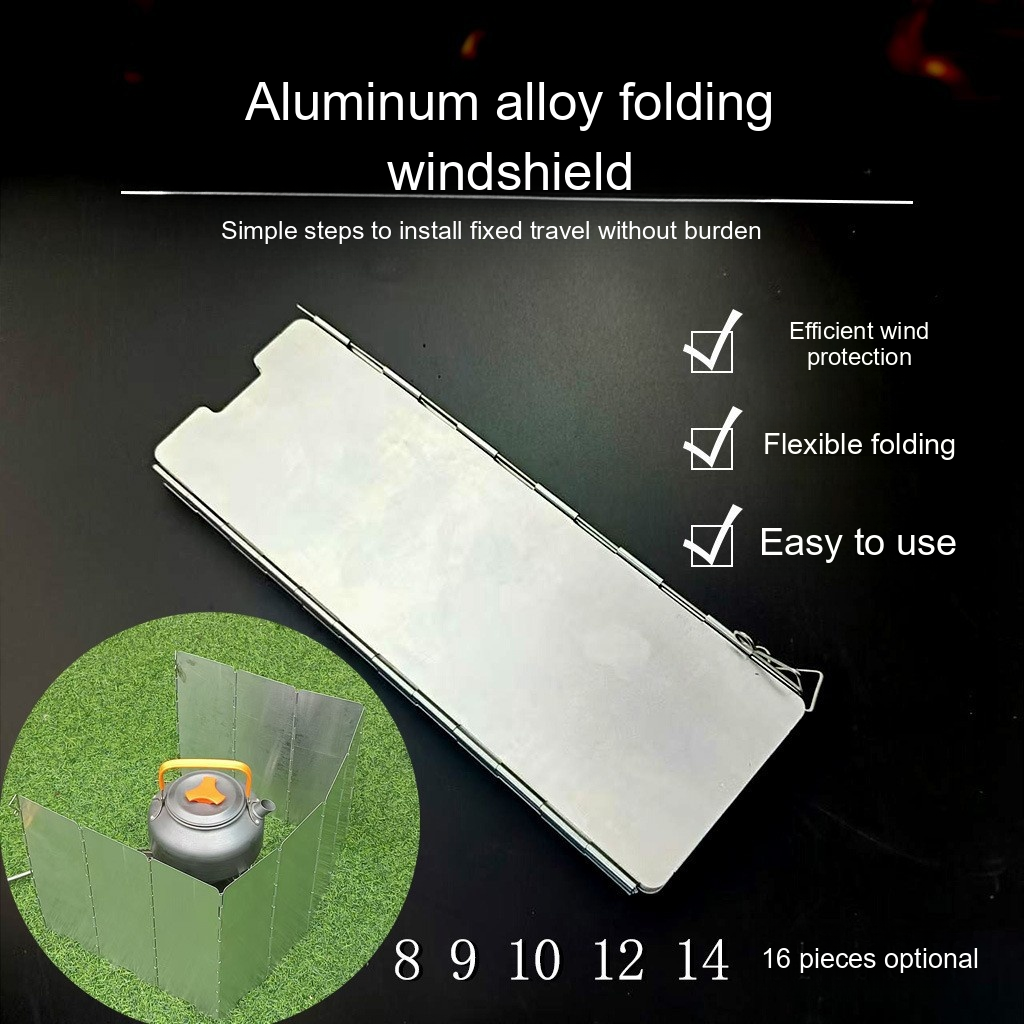 Aluminum alloy folding
windshield
Simple steps to install fixed travel without burden
Efficient wind
protection
Flexible folding
Easy to use
8 9 10 12 14 16 pieces optional